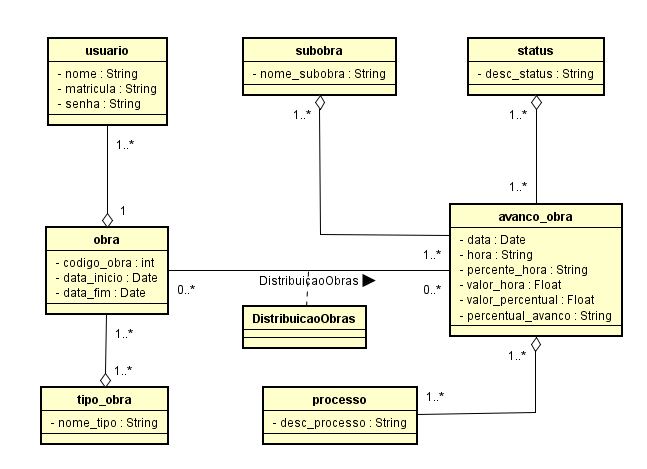 usuario
- nome : String
- matricula : String
- senha : String
subobra
- nome_subobra : String
status
- desc_status : String
1..*
1..*
1..*
1..*
1
avanco_obra
- data : Date
- hora : String
- percente_hora : String
- valor_hora : Float
- valor_percentual : Float
- percentual_avanco : String
obra
- codigo_obra : int
- data_inicio : Date
- data_fim : Date
1..*
DistribuicaoObras
0..*
0..*
DistribuicaoObras
1..*
1..*
1..*
1..*
tipo_obra
- nome_tipo : String
processo
- desc_processo : String